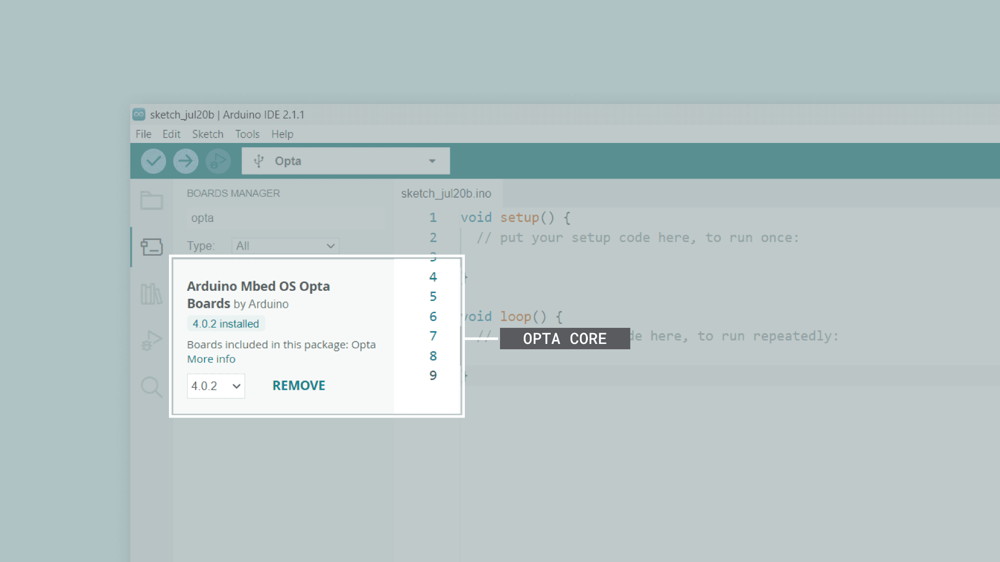 sketch_jul20b | Arduino IDE 2.1.1
File Edit Sketch Tools Help
Opta
BOARDS MANAGER
opta
Type: All
Arduino Mbed OS Opta
Boards by Arduino
4.0.2 installed
Boards included in this package: Opta
More info
4.0.2
REMOVE
sketch_jul20b.ino
1 void setup() {
2 // put your setup code here, to run once:
3
4 }
5
6 void loop() {
7 // de here, to run repeatedly:
8
9 }
OPTA CORE